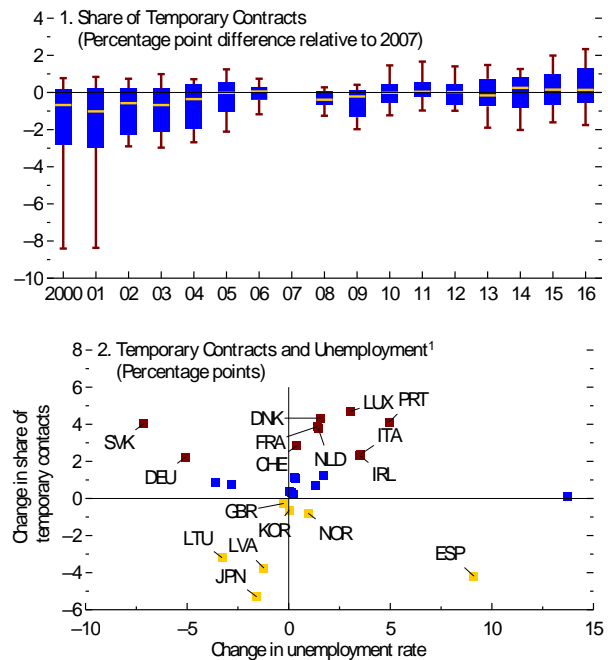 1. Share of Temporary Contracts
(Percentage point difference relative to 2007)
4
2
0
−2
−4
−6
−8
−10
2000 01 02 03 04 05 06 07 08 09 10 11 12 13 14 15 16
2. Temporary Contracts and Unemployment¹
(Percentage points)
8
6
4
2
0
−2
−4
−6
Change in share of
temporary contacts
LUX PRT
DNK
SVK FRA ITA
CHE NLD
DEU IRL
GBR
KOR NOR
LTU LVA ESP
JPN
−10 −5 0 5 10 15
Change in unemployment rate